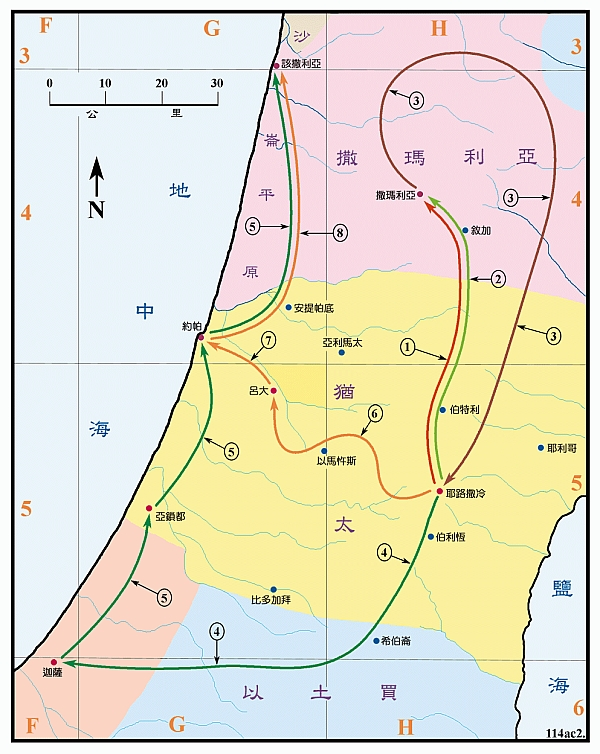 F G H
3 3
沙
該撒利亞
0 10 20 30
公 里
③
崙 撒 瑪 利 亞
地 平 撒瑪利亞 ③
N
4 4
⑤ ⑧ 敘加
原
②
中 安提帕底
約帕 ③
⑦ 亞利馬太 ①
呂大 猶
⑥ 伯特利
海 ⑤ 以馬忤斯 耶利哥
5 5
耶路撒冷
亞鎖都 太
伯利恆
④
⑤ 比多加拜 鹽
④ 希伯崙
迦薩
以 土 買 海
6
F G H
114ac2.